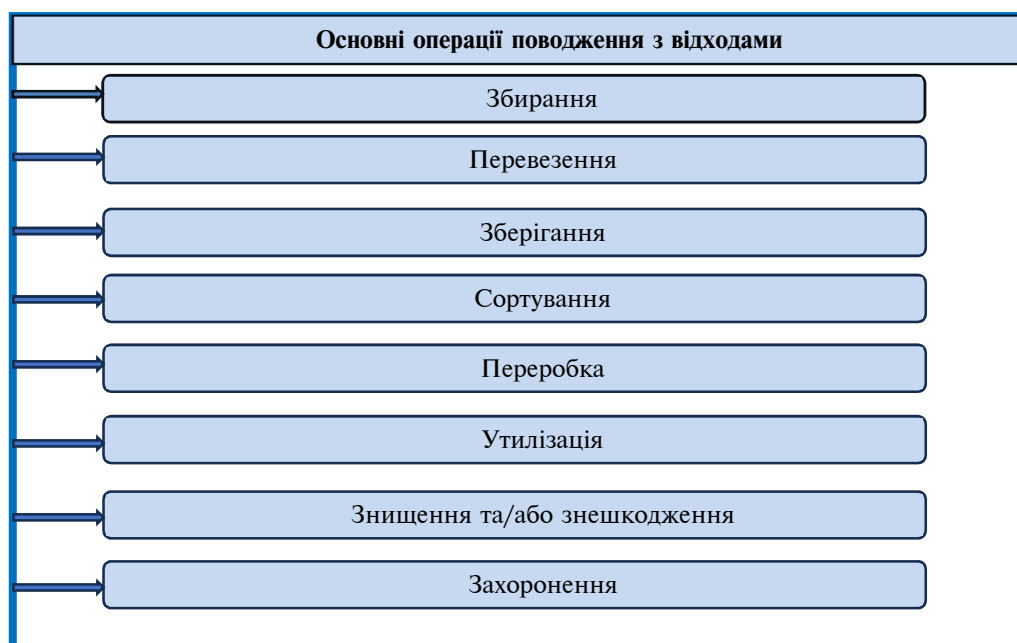 Основні операції поводження з відходами
Збирання
Перевезення
Зберігання
Сортування
Переробка
Утилізація
Знищення та/або знешкодження
Захоронення